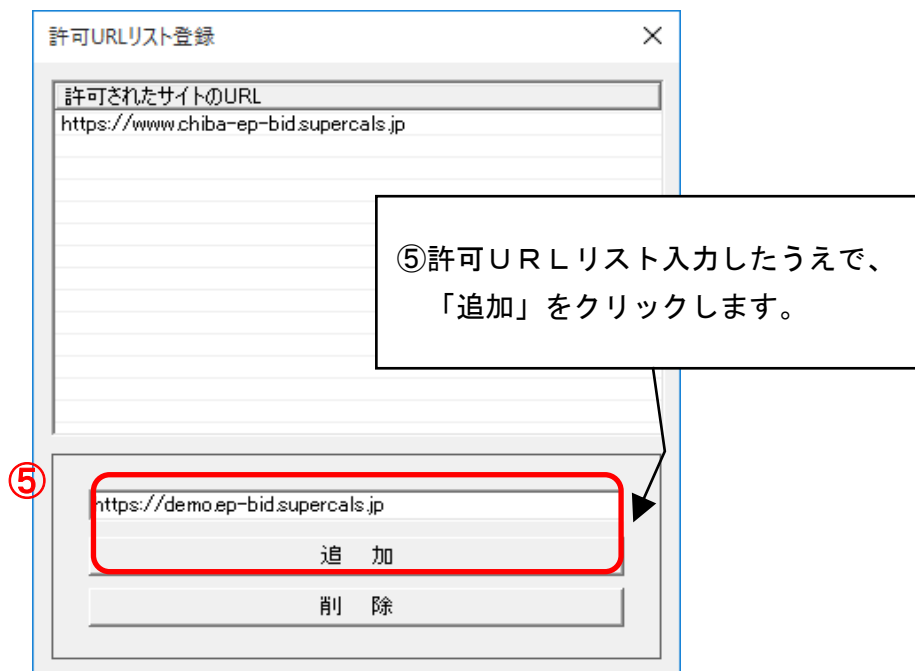 許可URLリスト登録
許可されたサイトのURL
https://www.chiba-ep-bid.supercals.jp
⑤許可ＵＲＬリスト入力したうえで、
「追加」をクリックします。
⑤
https://demo.ep-bid.supercals.jp
追　加
削　除